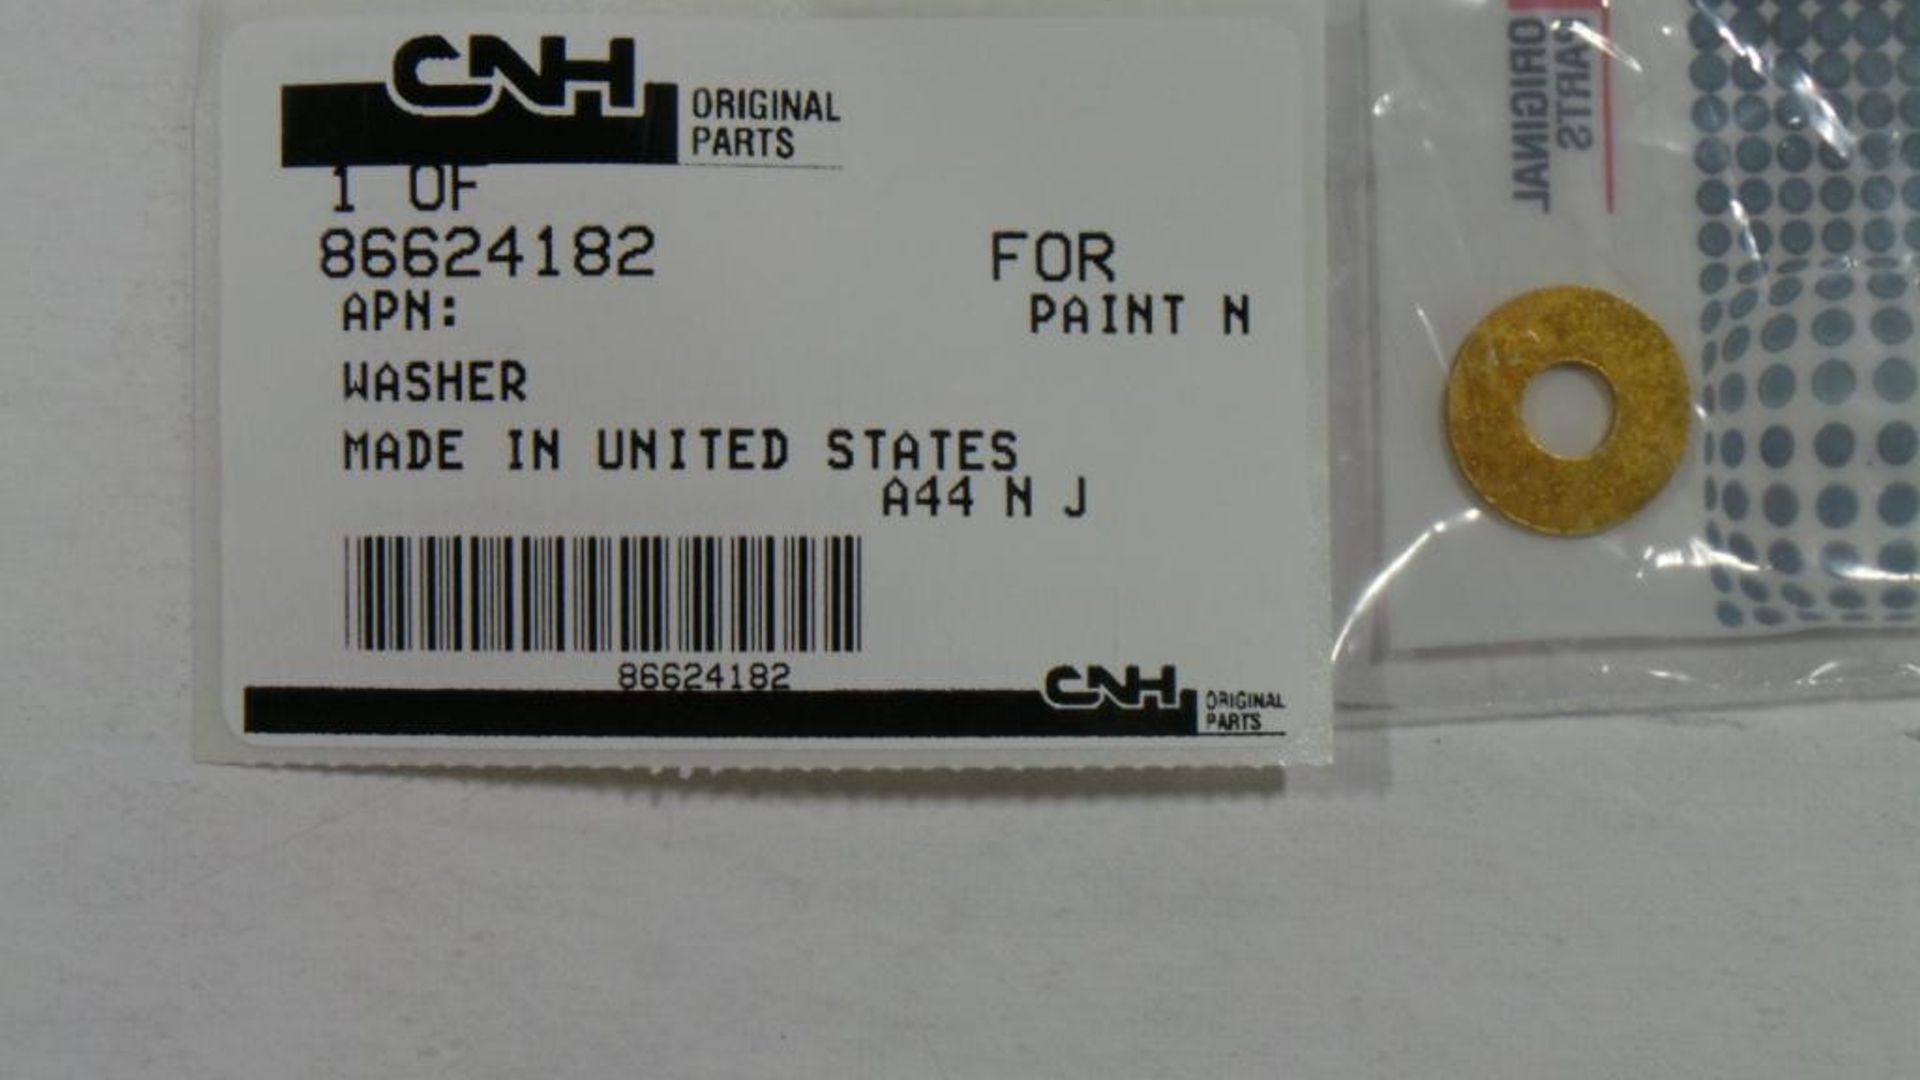 CNH ORIGINAL
PARTS
1 OF
86624182 FOR
APN: PAINT N
WASHER
MADE IN UNITED STATES
A44 N J
86624182
CNH ORIGINAL
PARTS
PARTS
ORIGINAL